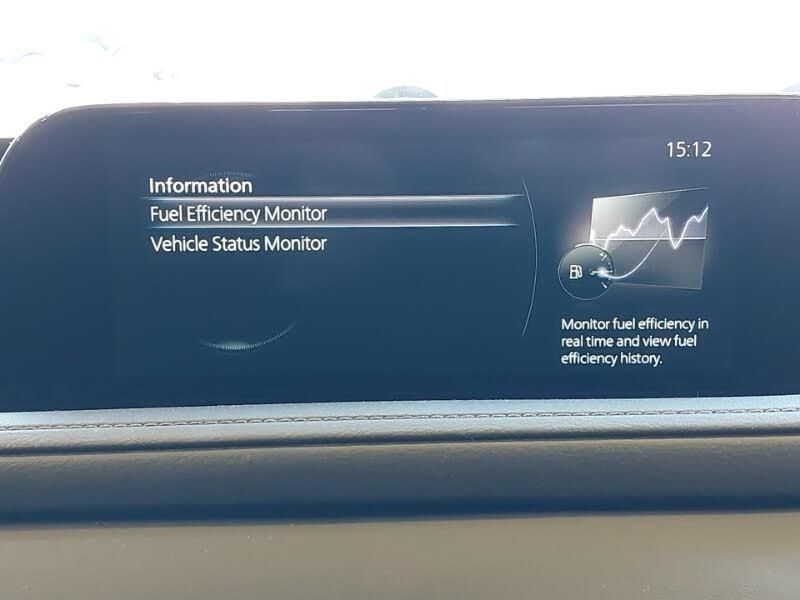 15:12
Information
Fuel Efficiency Monitor
Vehicle Status Monitor
Monitor fuel efficiency in
real time and view fuel
efficiency history.